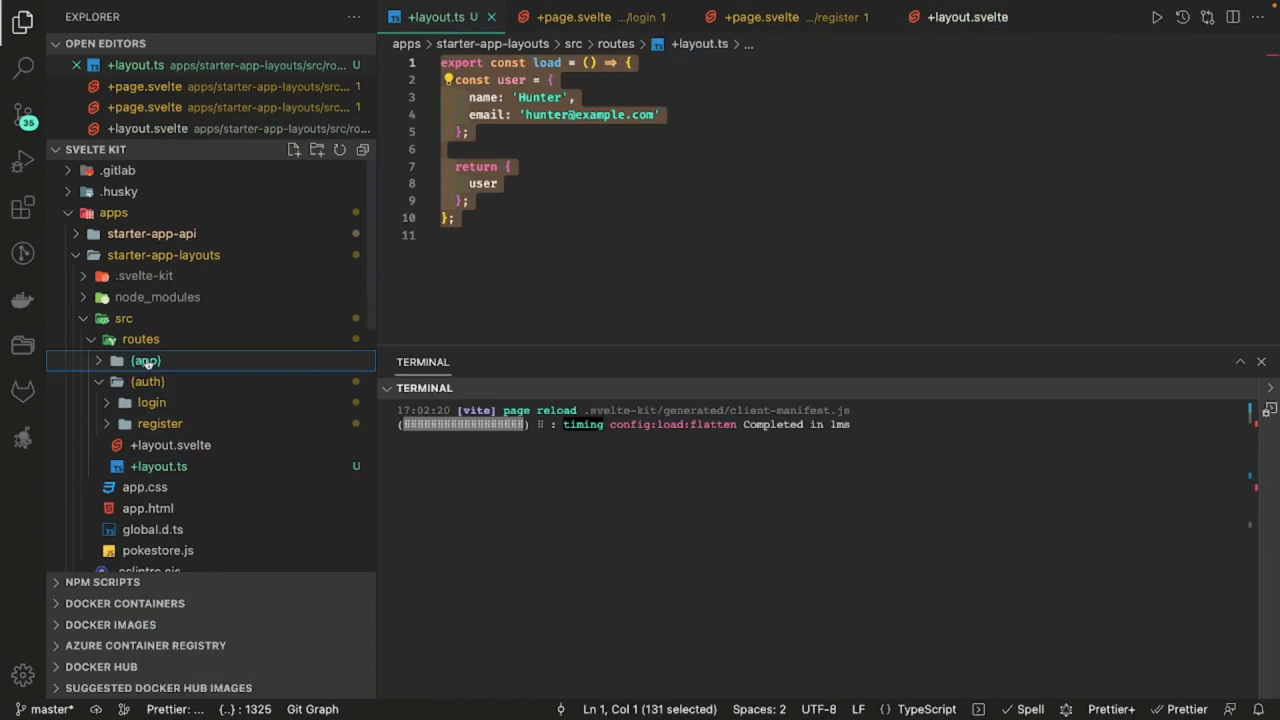 EXPLORER
OPEN EDITORS
+layout.ts apps/starter-app-layouts/src/ro... U
+page.svelte apps/starter-app-layouts/src... 1
+page.svelte apps/starter-app-layouts/src... 1
+layout.svelte apps/starter-app-layouts/src/ro...
SVELTE KIT
.gitlab
.husky
apps
starter-app-api
starter-app-layouts
.svelte-kit
node_modules
src
routes
(app)
(auth)
login
register
+layout.svelte
+layout.ts U
app.css
app.html
global.d.ts
pokestore.js
.eslintrc.cjs
NPM SCRIPTS
DOCKER CONTAINERS
DOCKER IMAGES
AZURE CONTAINER REGISTRY
DOCKER HUB
SUGGESTED DOCKER HUB IMAGES
35
+layout.ts U +page.svelte .../login 1 +page.svelte .../register 1 +layout.svelte
apps > starter-app-layouts > src > routes > +layout.ts > ...
1 export const load = () => {
2 const user = {
3 name: 'Hunter',
4 email: 'hunter@example.com'
5 };
6
7 return {
8 user
9 };
10 };
11
TERMINAL
TERMINAL
17:02:20 [vite] page reload .svelte-kit/generated/client-manifest.js
timing config:load:flatten Completed in 1ms
master* Prettier: ... {..} : 1325 Git Graph Ln 1, Col 1 (131 selected) Spaces: 2 UTF-8 LF {} TypeScript Spell Prettier+ Prettier